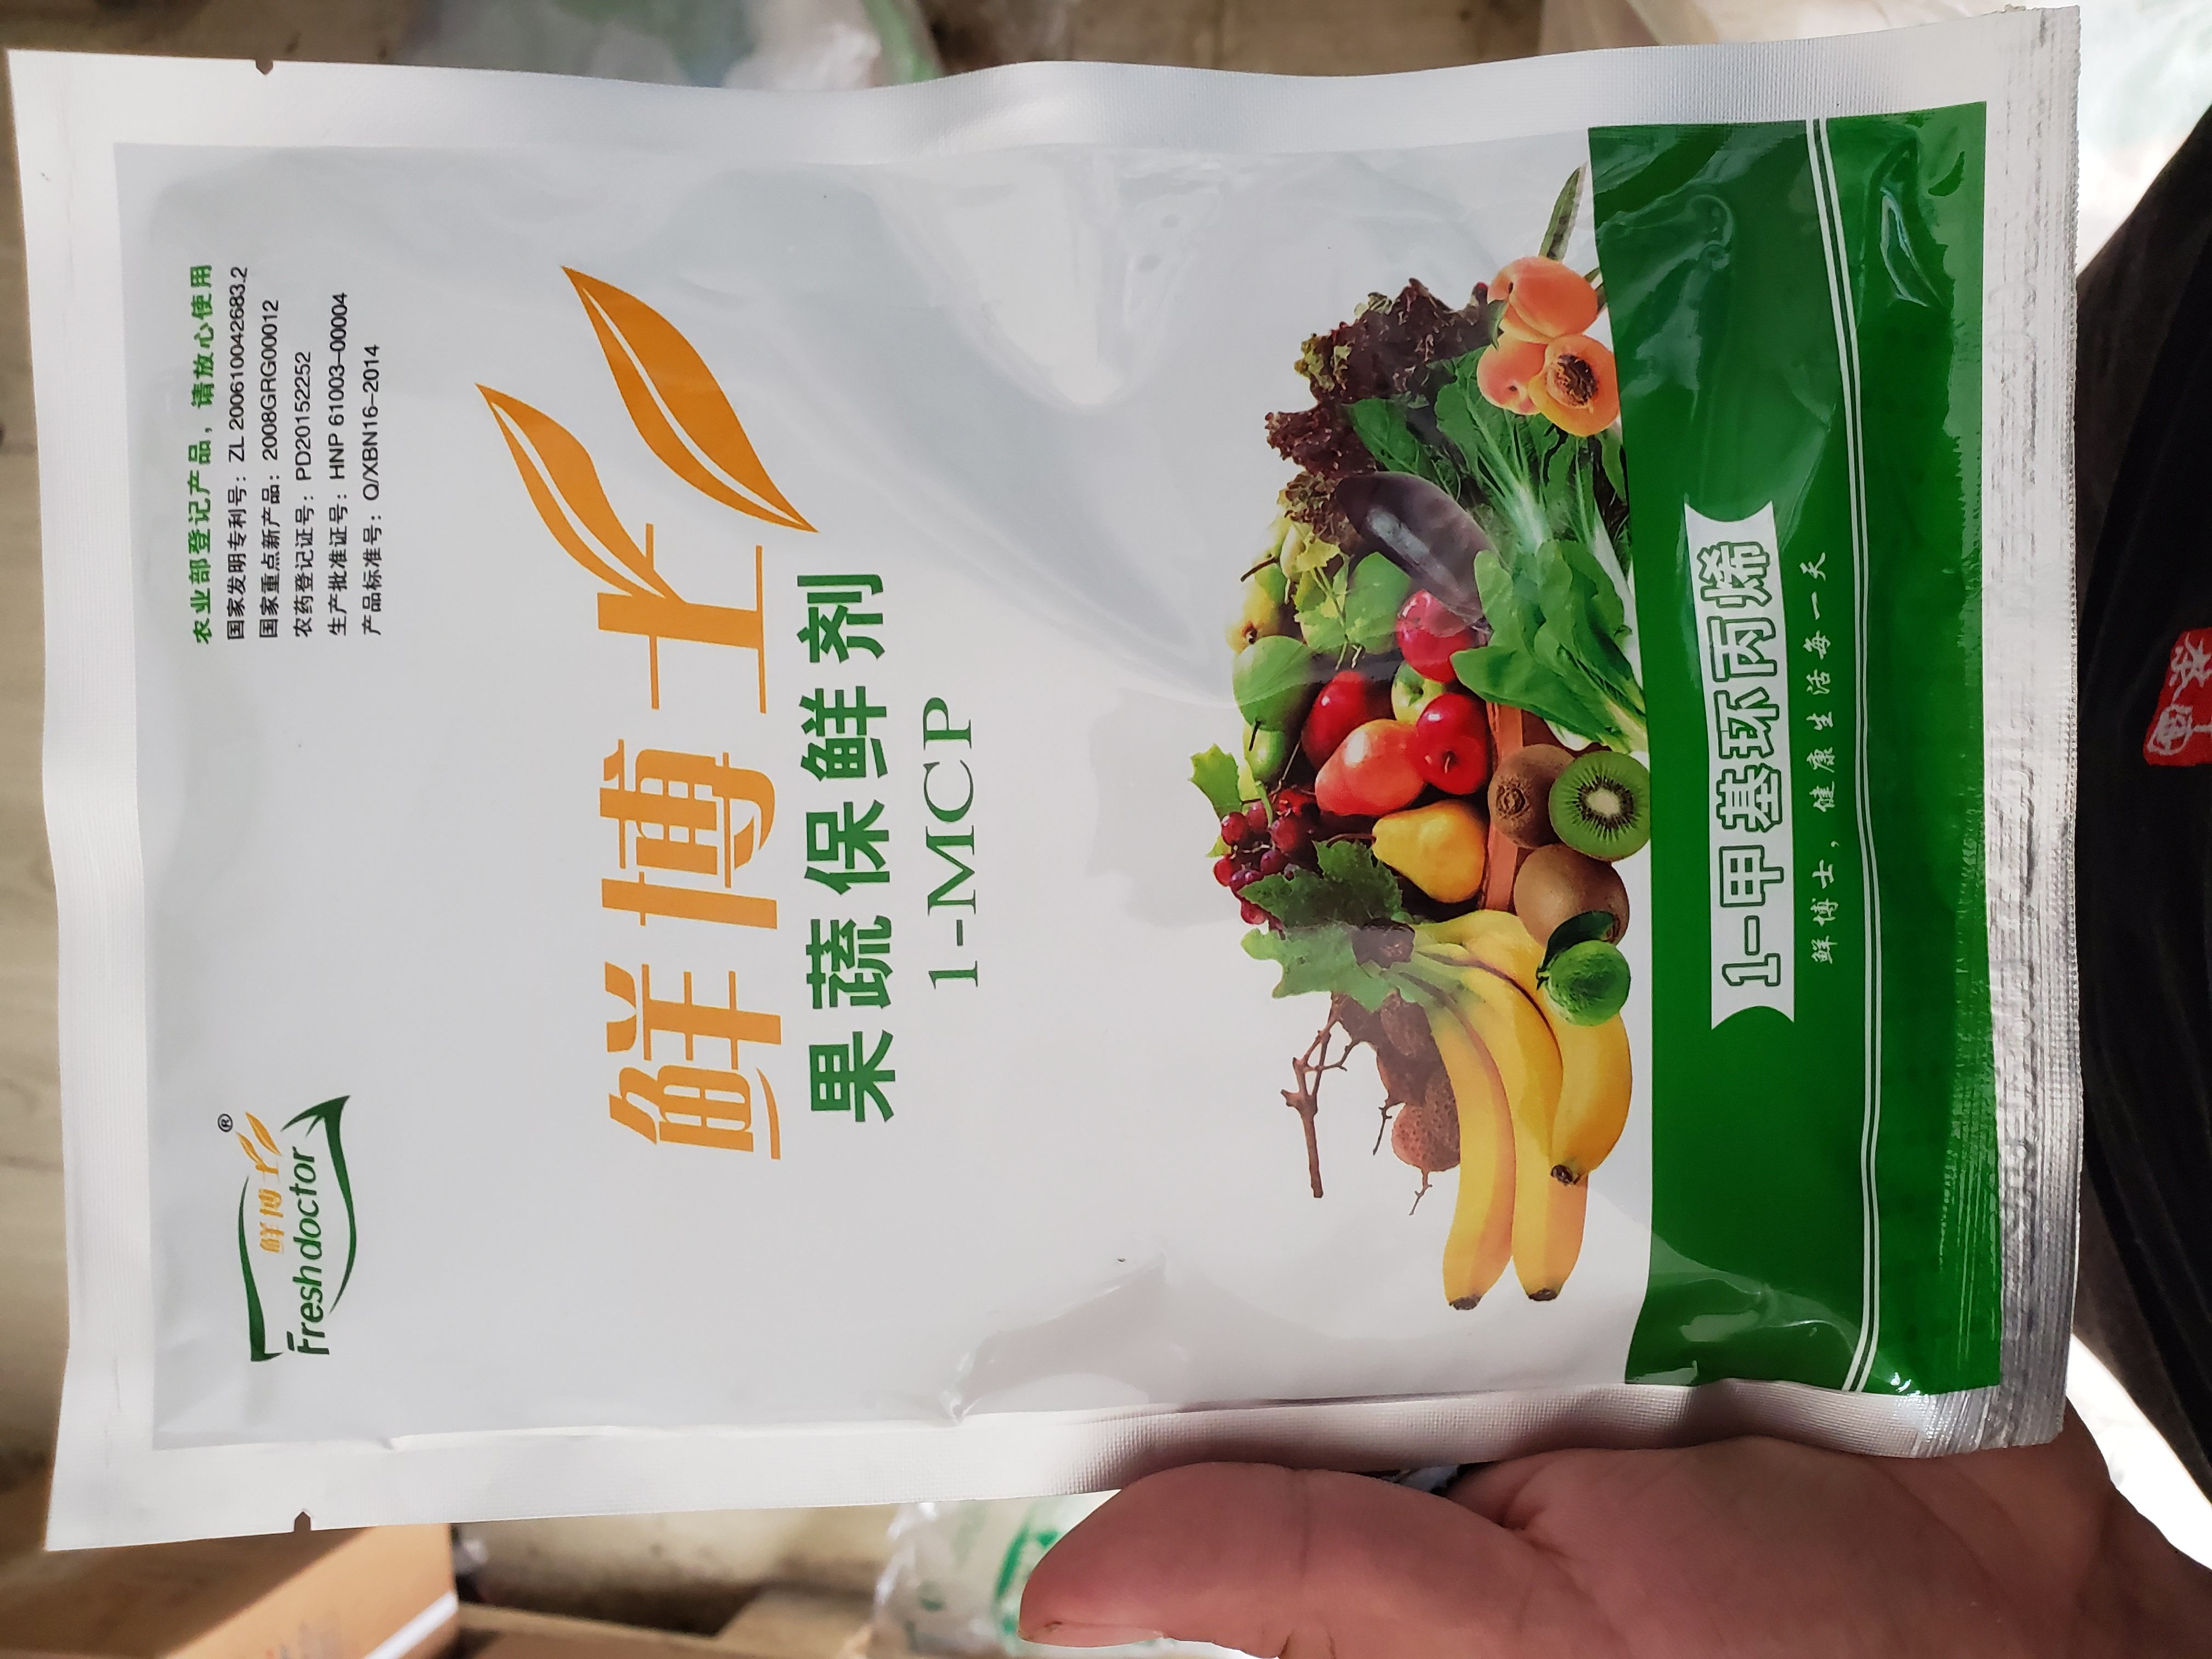 鲜博士®
Freshdoctor
农业部登记产品，请放心使用
国家发明专利号：ZL 200610042683.2
国家重点新产品：2008GRG00012
农药登记证号：PD20152252
生产批准证号：HNP 61003-00004
产品标准号：Q/XBN16-2014
鲜博士
果蔬保鲜剂
1-MCP
1-甲基环丙烯
鲜博士，健康生活每一天